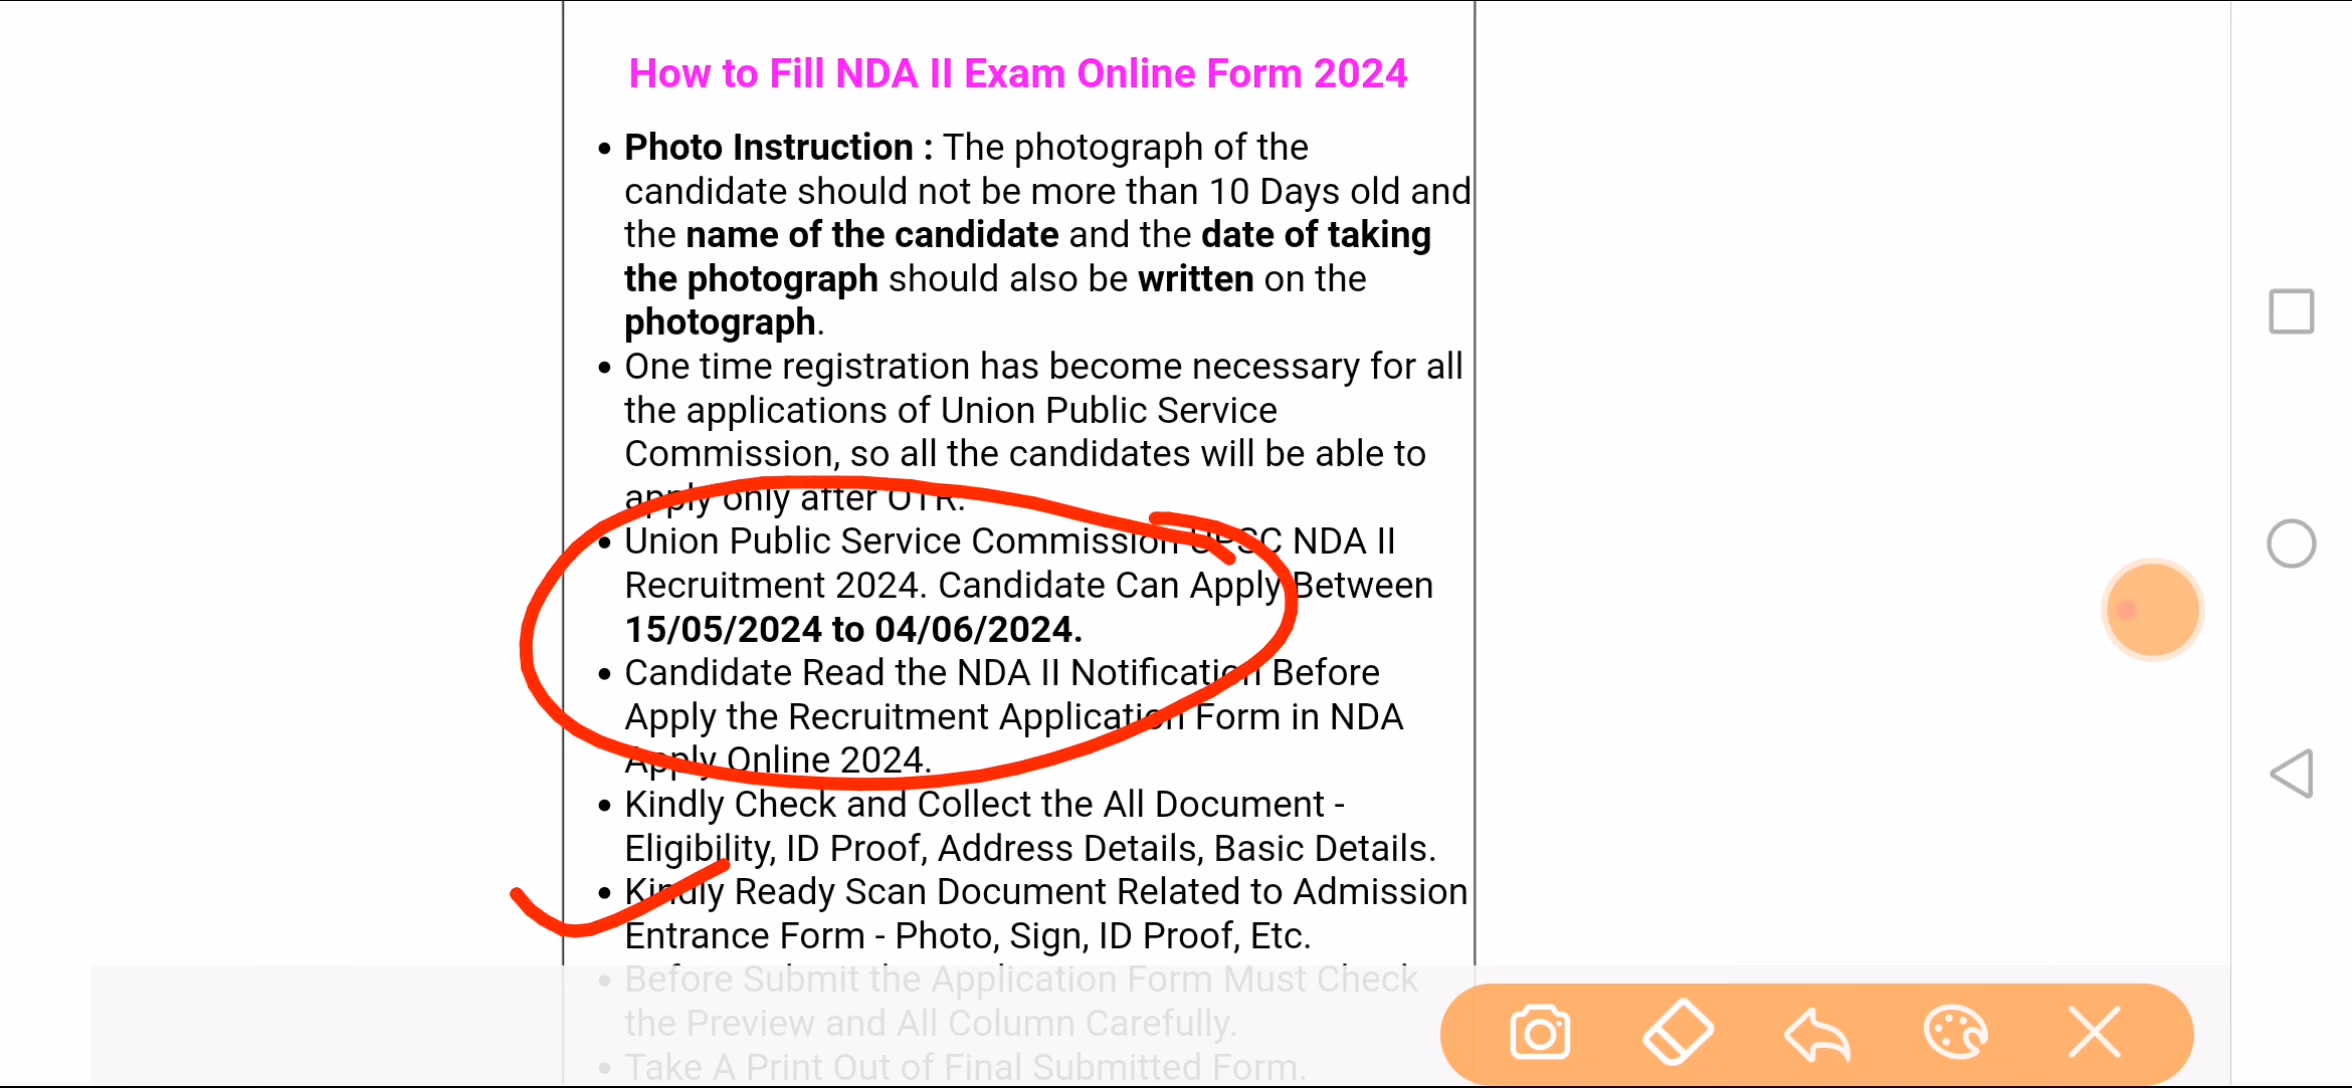 How to Fill NDA II Exam Online Form 2024
Photo Instruction : The photograph of the
candidate should not be more than 10 Days old and
the name of the candidate and the date of taking
the photograph should also be written on the
photograph.
One time registration has become necessary for all
the applications of Union Public Service
Commission, so all the candidates will be able to
apply only after OTR.
Union Public Service Commission UPSC NDA II
Recruitment 2024. Candidate Can Apply Between
15/05/2024 to 04/06/2024.
Candidate Read the NDA II Notification Before
Apply the Recruitment Application Form in NDA
Apply Online 2024.
Kindly Check and Collect the All Document -
Eligibility, ID Proof, Address Details, Basic Details.
Kindly Ready Scan Document Related to Admission
Entrance Form - Photo, Sign, ID Proof, Etc.
Before Submit the Application Form Must Check
the Preview and All Column Carefully.
Take A Print Out of Final Submitted Form.